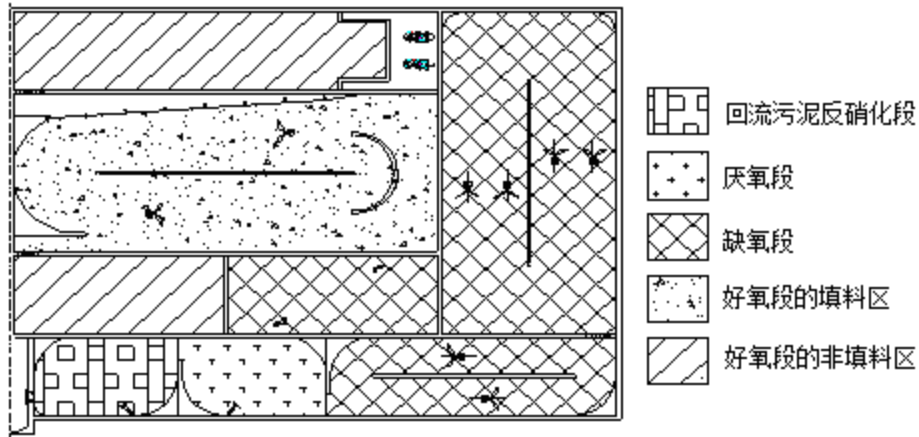 回流污泥反硝化段
厌氧段
缺氧段
好氧段的填料区
好氧段的非填料区